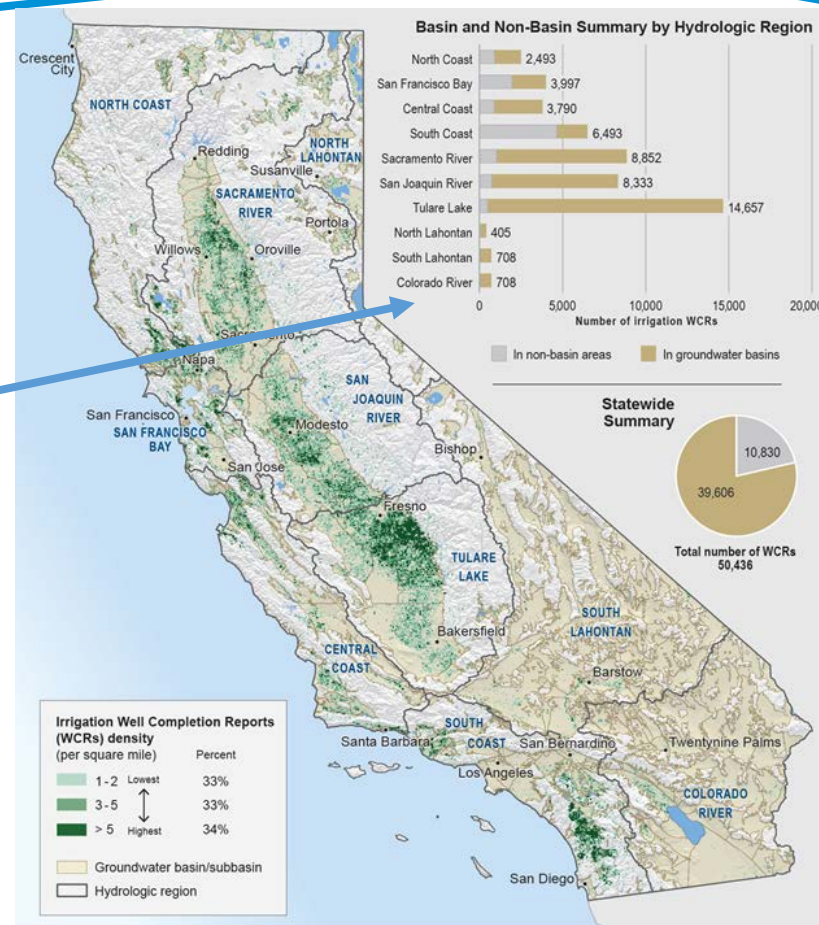 Basin and Non-Basin Summary by Hydrologic Region
North Coast 2,493
San Francisco Bay 3,997
Central Coast 3,790
South Coast 6,493
Sacramento River 8,852
San Joaquin River 8,333
Tulare Lake 14,657
North Lahontan 405
South Lahontan 708
Colorado River 708
0 5000 10,000 15,000 20,000
Number of irrigation WCRs
In non-basin areas In groundwater basins
Statewide
Summary
10,830
39,606
Total number of WCRs
50,436
Crescent
City
NORTH COAST
Redding
NORTH
LAHONTAN
Susanville
SACRAMENTO
RIVER
Portola
Willows
Oroville
Sacramento
Napa
SAN
JOAQUIN
RIVER
San Francisco
SAN FRANCISCO
BAY
Modesto
Bishop
San Jose
Fresno
TULARE
LAKE
SOUTH
LAHONTAN
Bakersfield
CENTRAL
COAST
Barstow
SOUTH
COAST
Santa Barbara
San Bernardino
Twentynine Palms
Los Angeles
COLORADO
RIVER
San Diego
Irrigation Well Completion Reports
(WCRs) density
(per square mile) Percent
1-2 Lowest 33%
3-5 33%
> 5 Highest 34%
Groundwater basin/subbasin
Hydrologic region